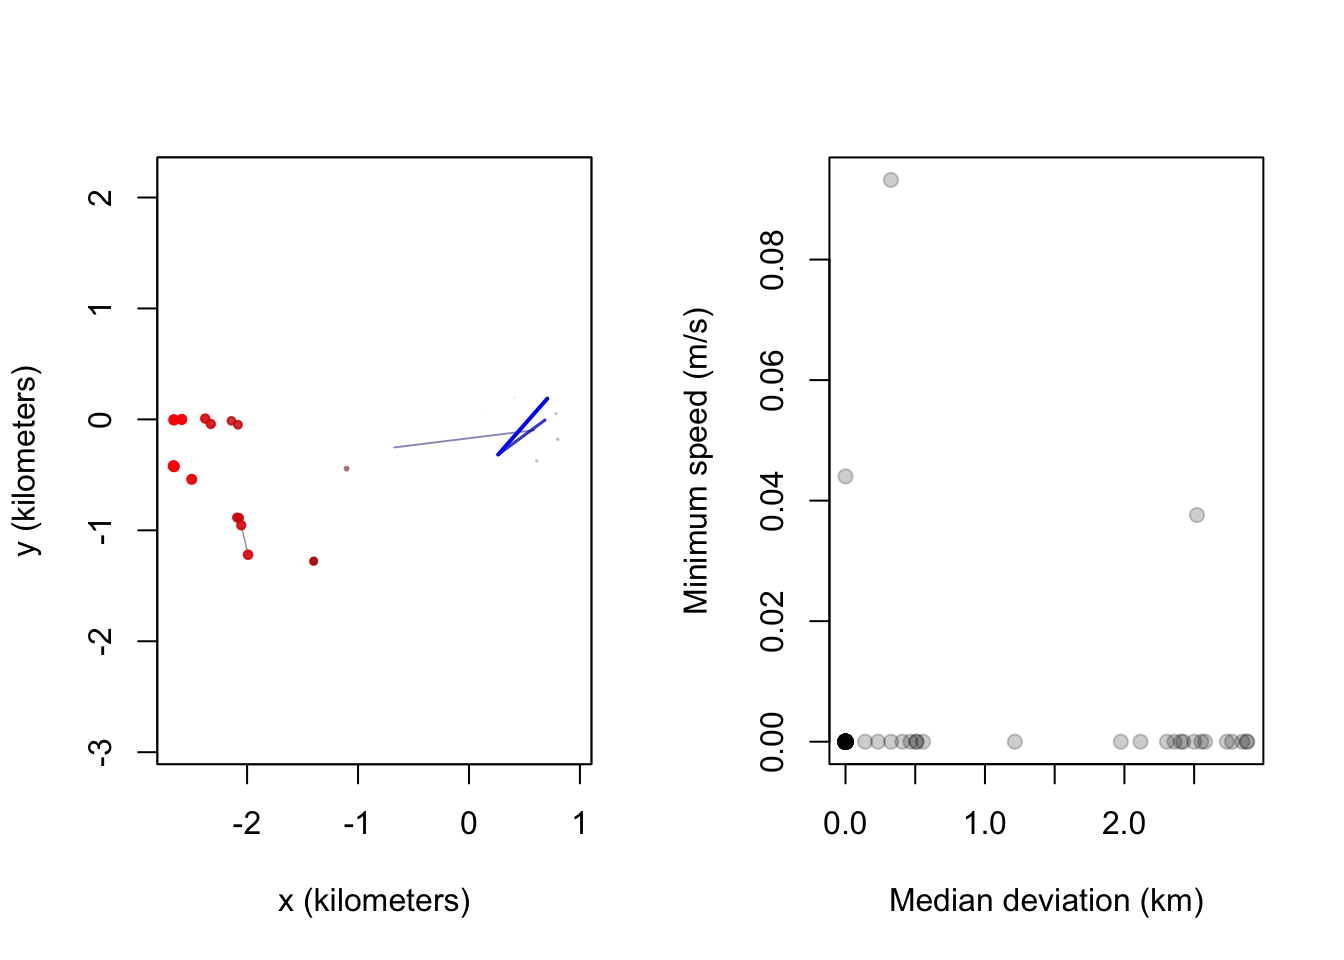 2
1
0
-1
-2
-3
y (kilometers)
-2 -1 0 1
x (kilometers)
0.08
0.06
0.04
0.02
0.00
Minimum speed (m/s)
0.0 1.0 2.0
Median deviation (km)